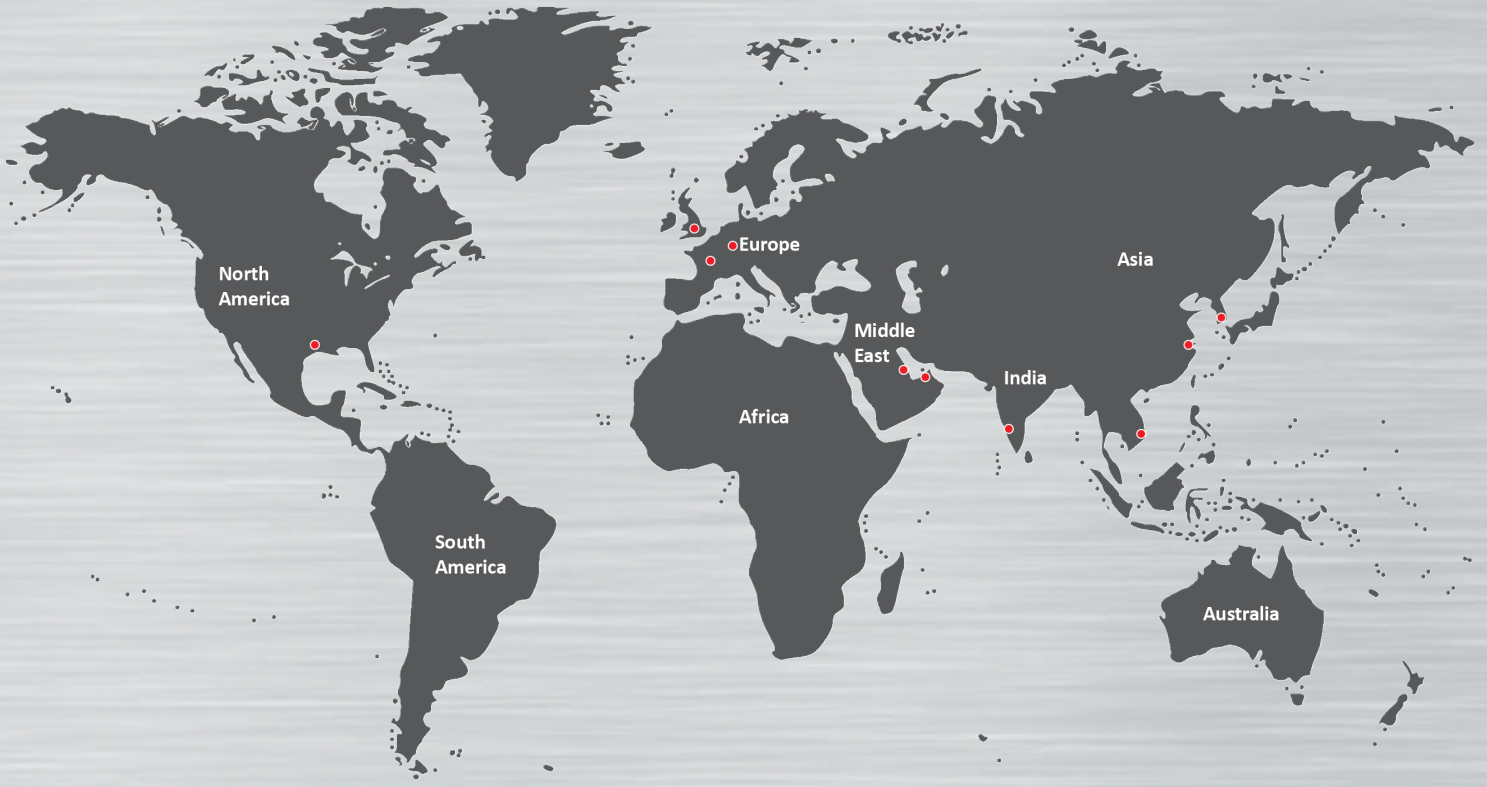 North
America
Europe
Asia
Middle
East
India
Africa
South
America
Australia